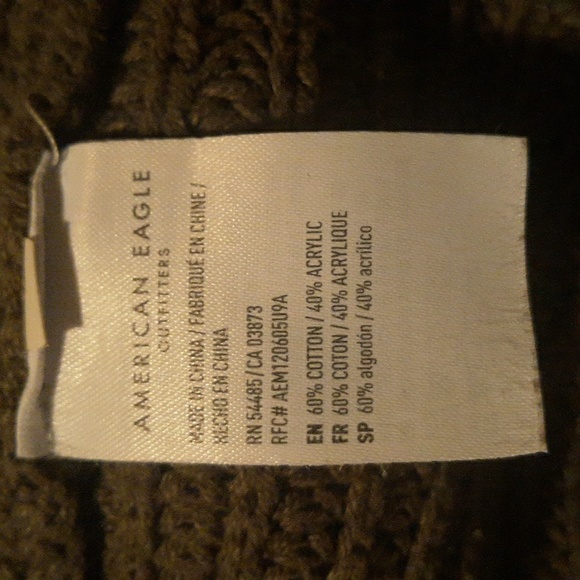 AMERICAN EAGLE
OUTFITTERS
MADE IN CHINA / FABRIQUÉ EN CHINE /
HECHO EN CHINA
RN 54485 / CA 03873
RFC# AEM120605U9A
EN 60% COTTON / 40% ACRYLIC
FR 60% COTON / 40% ACRYLIQUE
SP 60% algodón / 40% acrílico